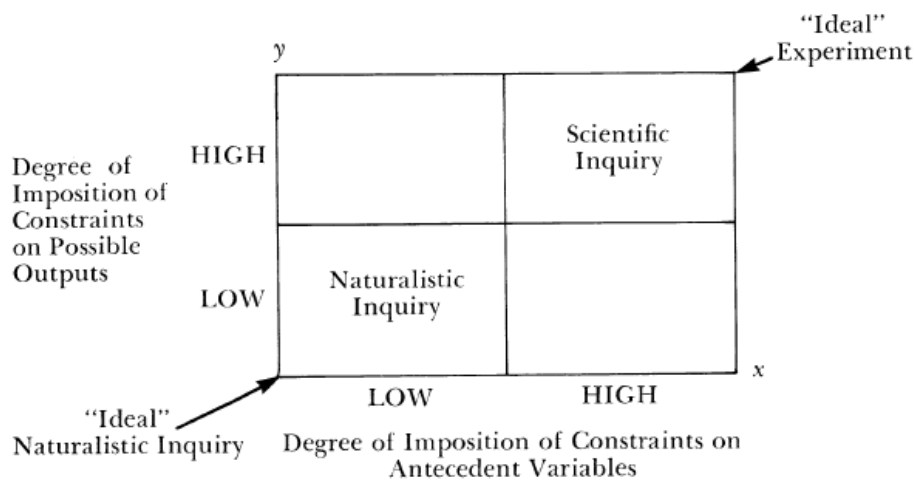 "Ideal"
Experiment
y
HIGH
Scientific
Inquiry
Degree of
Imposition of
Constraints
on Possible
Outputs
LOW
Naturalistic
Inquiry
x
LOW
HIGH
"Ideal"
Naturalistic Inquiry
Degree of Imposition of Constraints on
Antecedent Variables